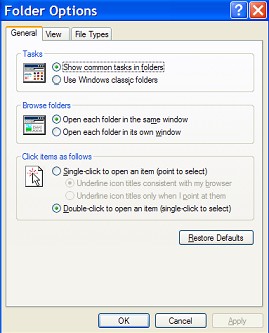 Folder Options
General View File Types
Tasks
Show common tasks in folders
Use Windows classic folders
Browse folders
Open each folder in the same window
Open each folder in its own window
Click items as follows
Single-click to open an item (point to select)
Underline icon titles consistent with my browser
Underline icon titles only when I point at them
Double-click to open an item (single-click to select)
Restore Defaults
OK Cancel Apply